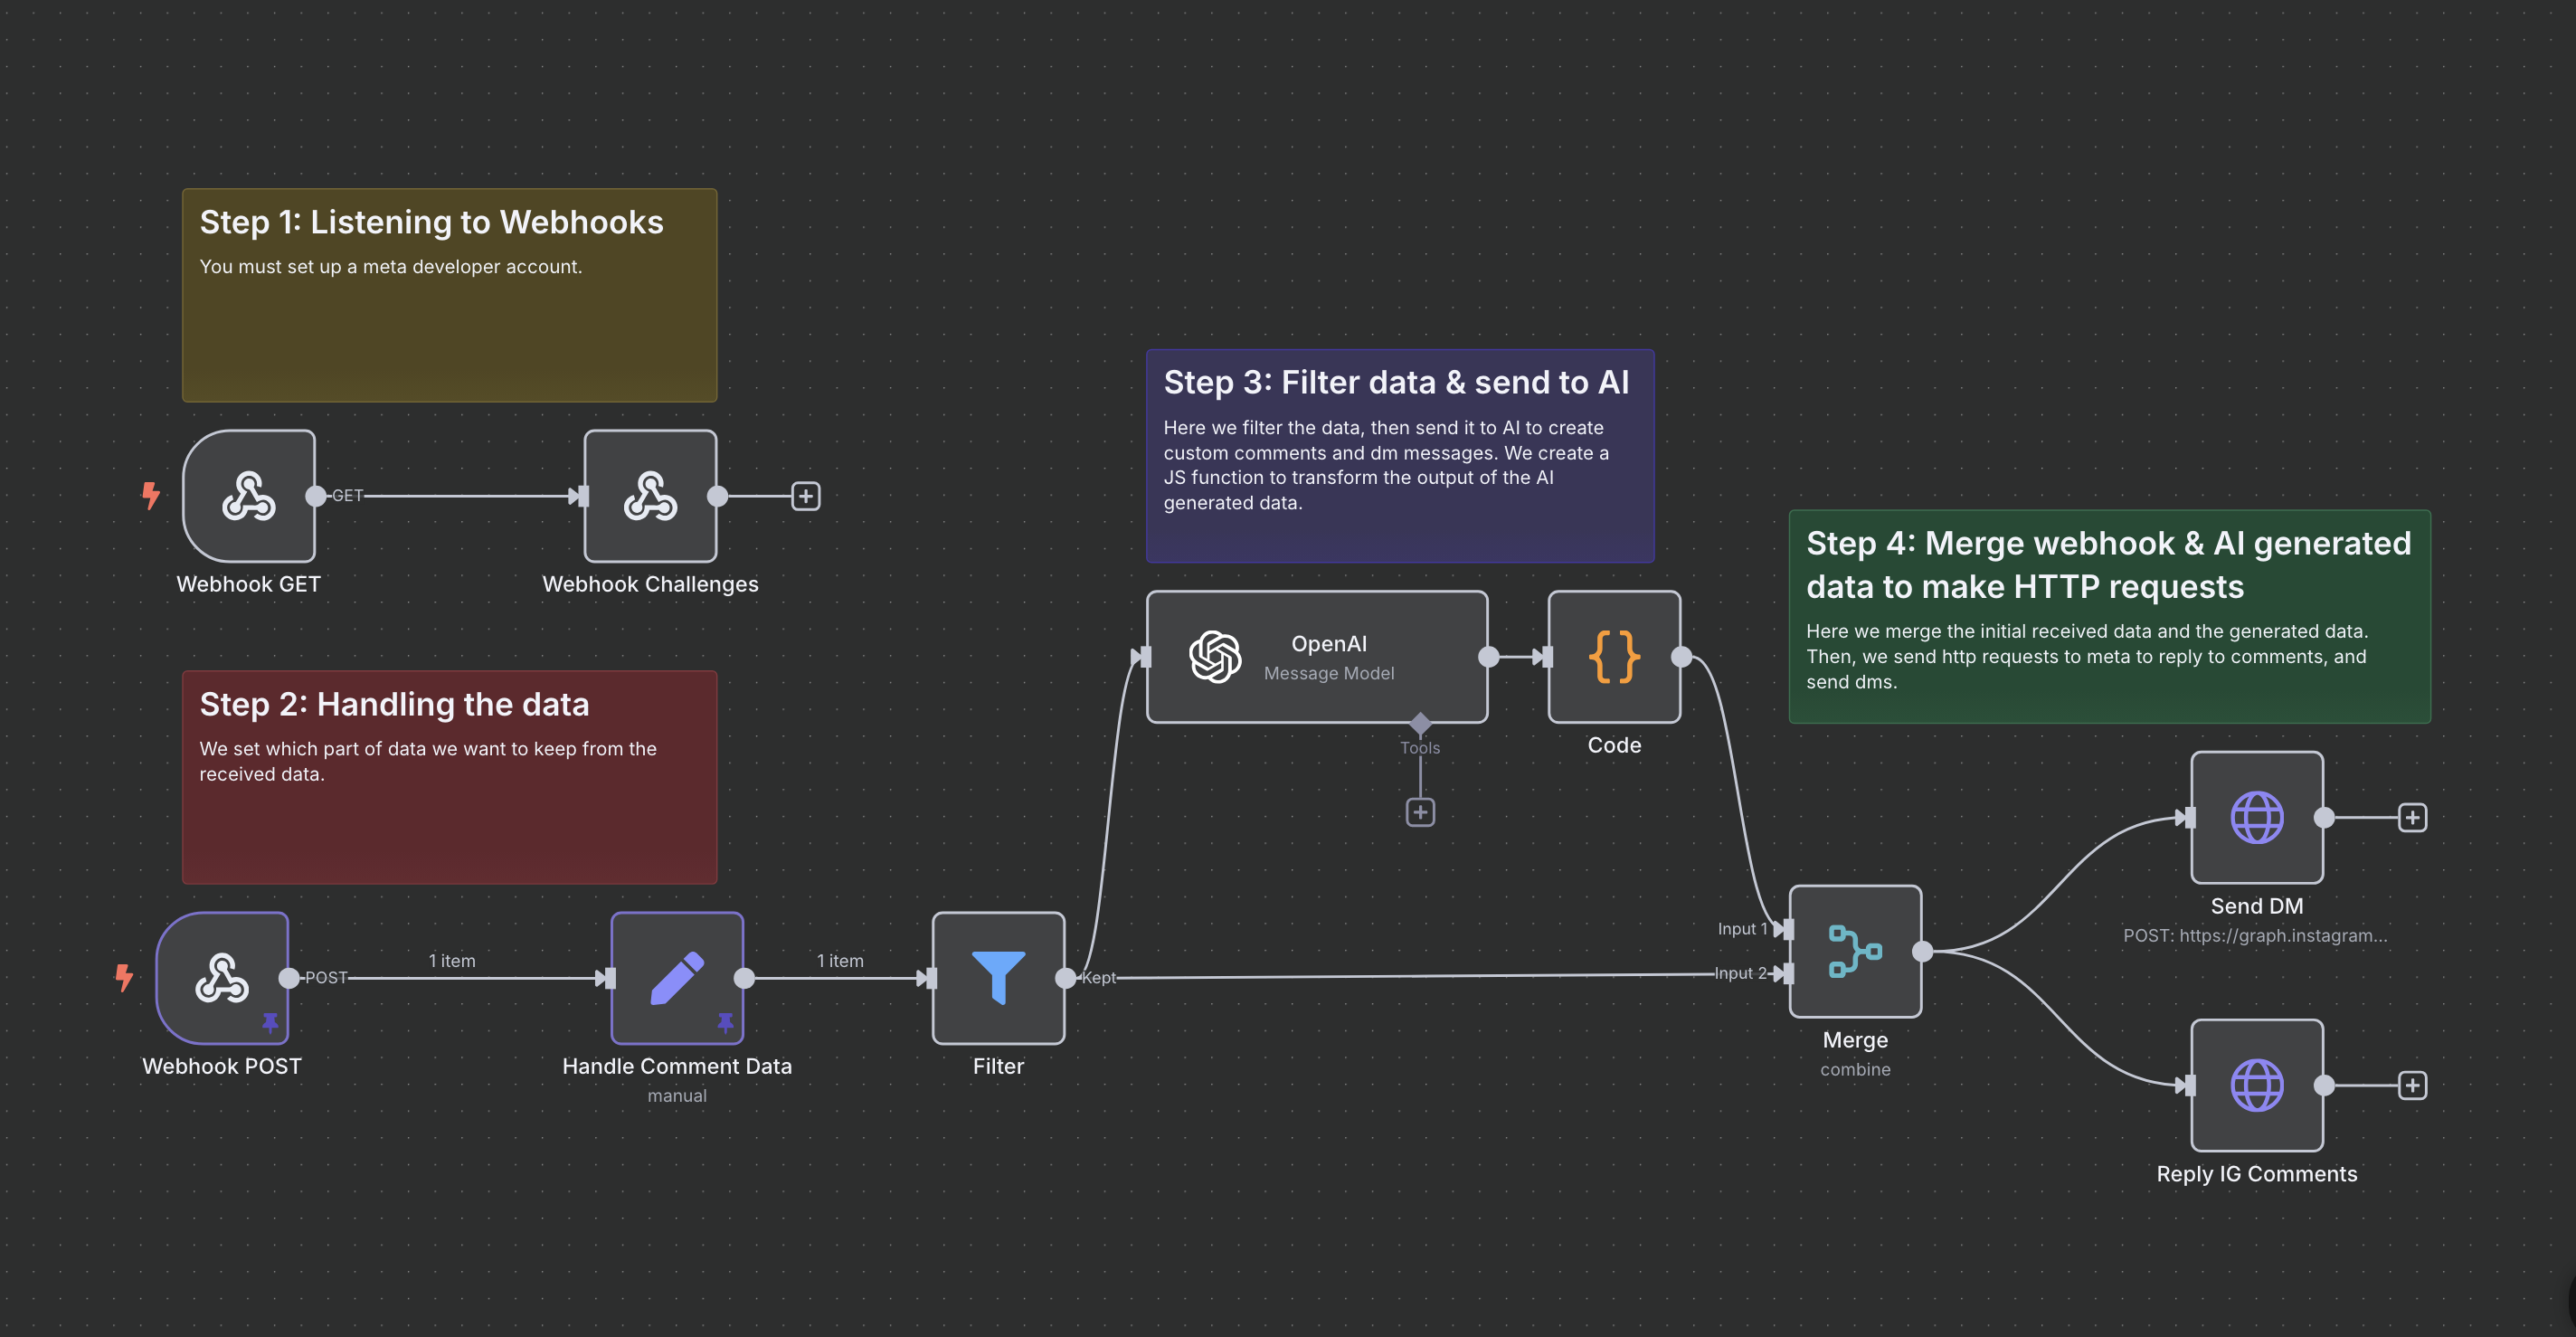 Step 1: Listening to Webhooks
You must set up a meta developer account.
GET
Webhook GET
Webhook Challenges
Step 2: Handling the data
We set which part of data we want to keep from the
received data.
POST
1 item
1 item
Kept
Webhook POST
Handle Comment Data
manual
Filter
Step 3: Filter data & send to AI
Here we filter the data, then send it to AI to create
custom comments and dm messages. We create a
JS function to transform the output of the AI
generated data.
OpenAI
Message Model
Tools
Code
Step 4: Merge webhook & AI generated
data to make HTTP requests
Here we merge the initial received data and the generated data.
Then, we send http requests to meta to reply to comments, and
send dms.
Input 1
Input 2
Merge
combine
Send DM
POST: https://graph.instagram...
Reply IG Comments